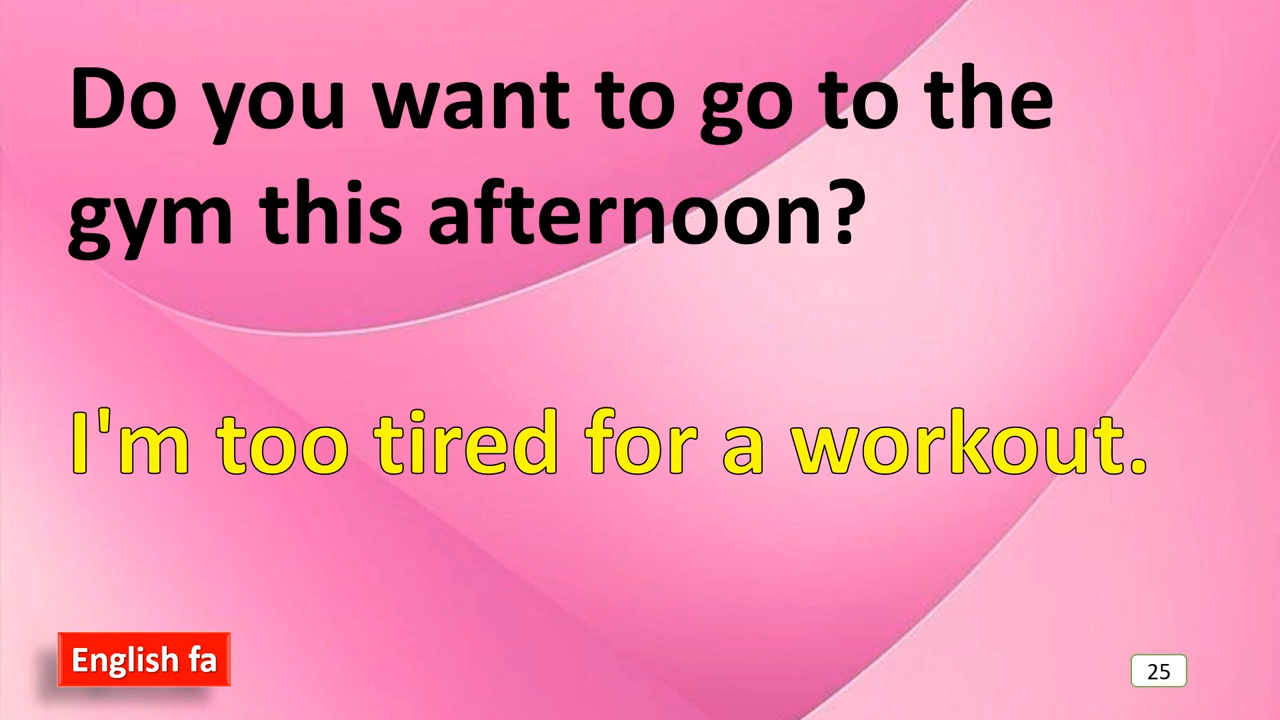 Do you want to go to the
gym this afternoon?
I'm too tired for a workout.
English fa
25